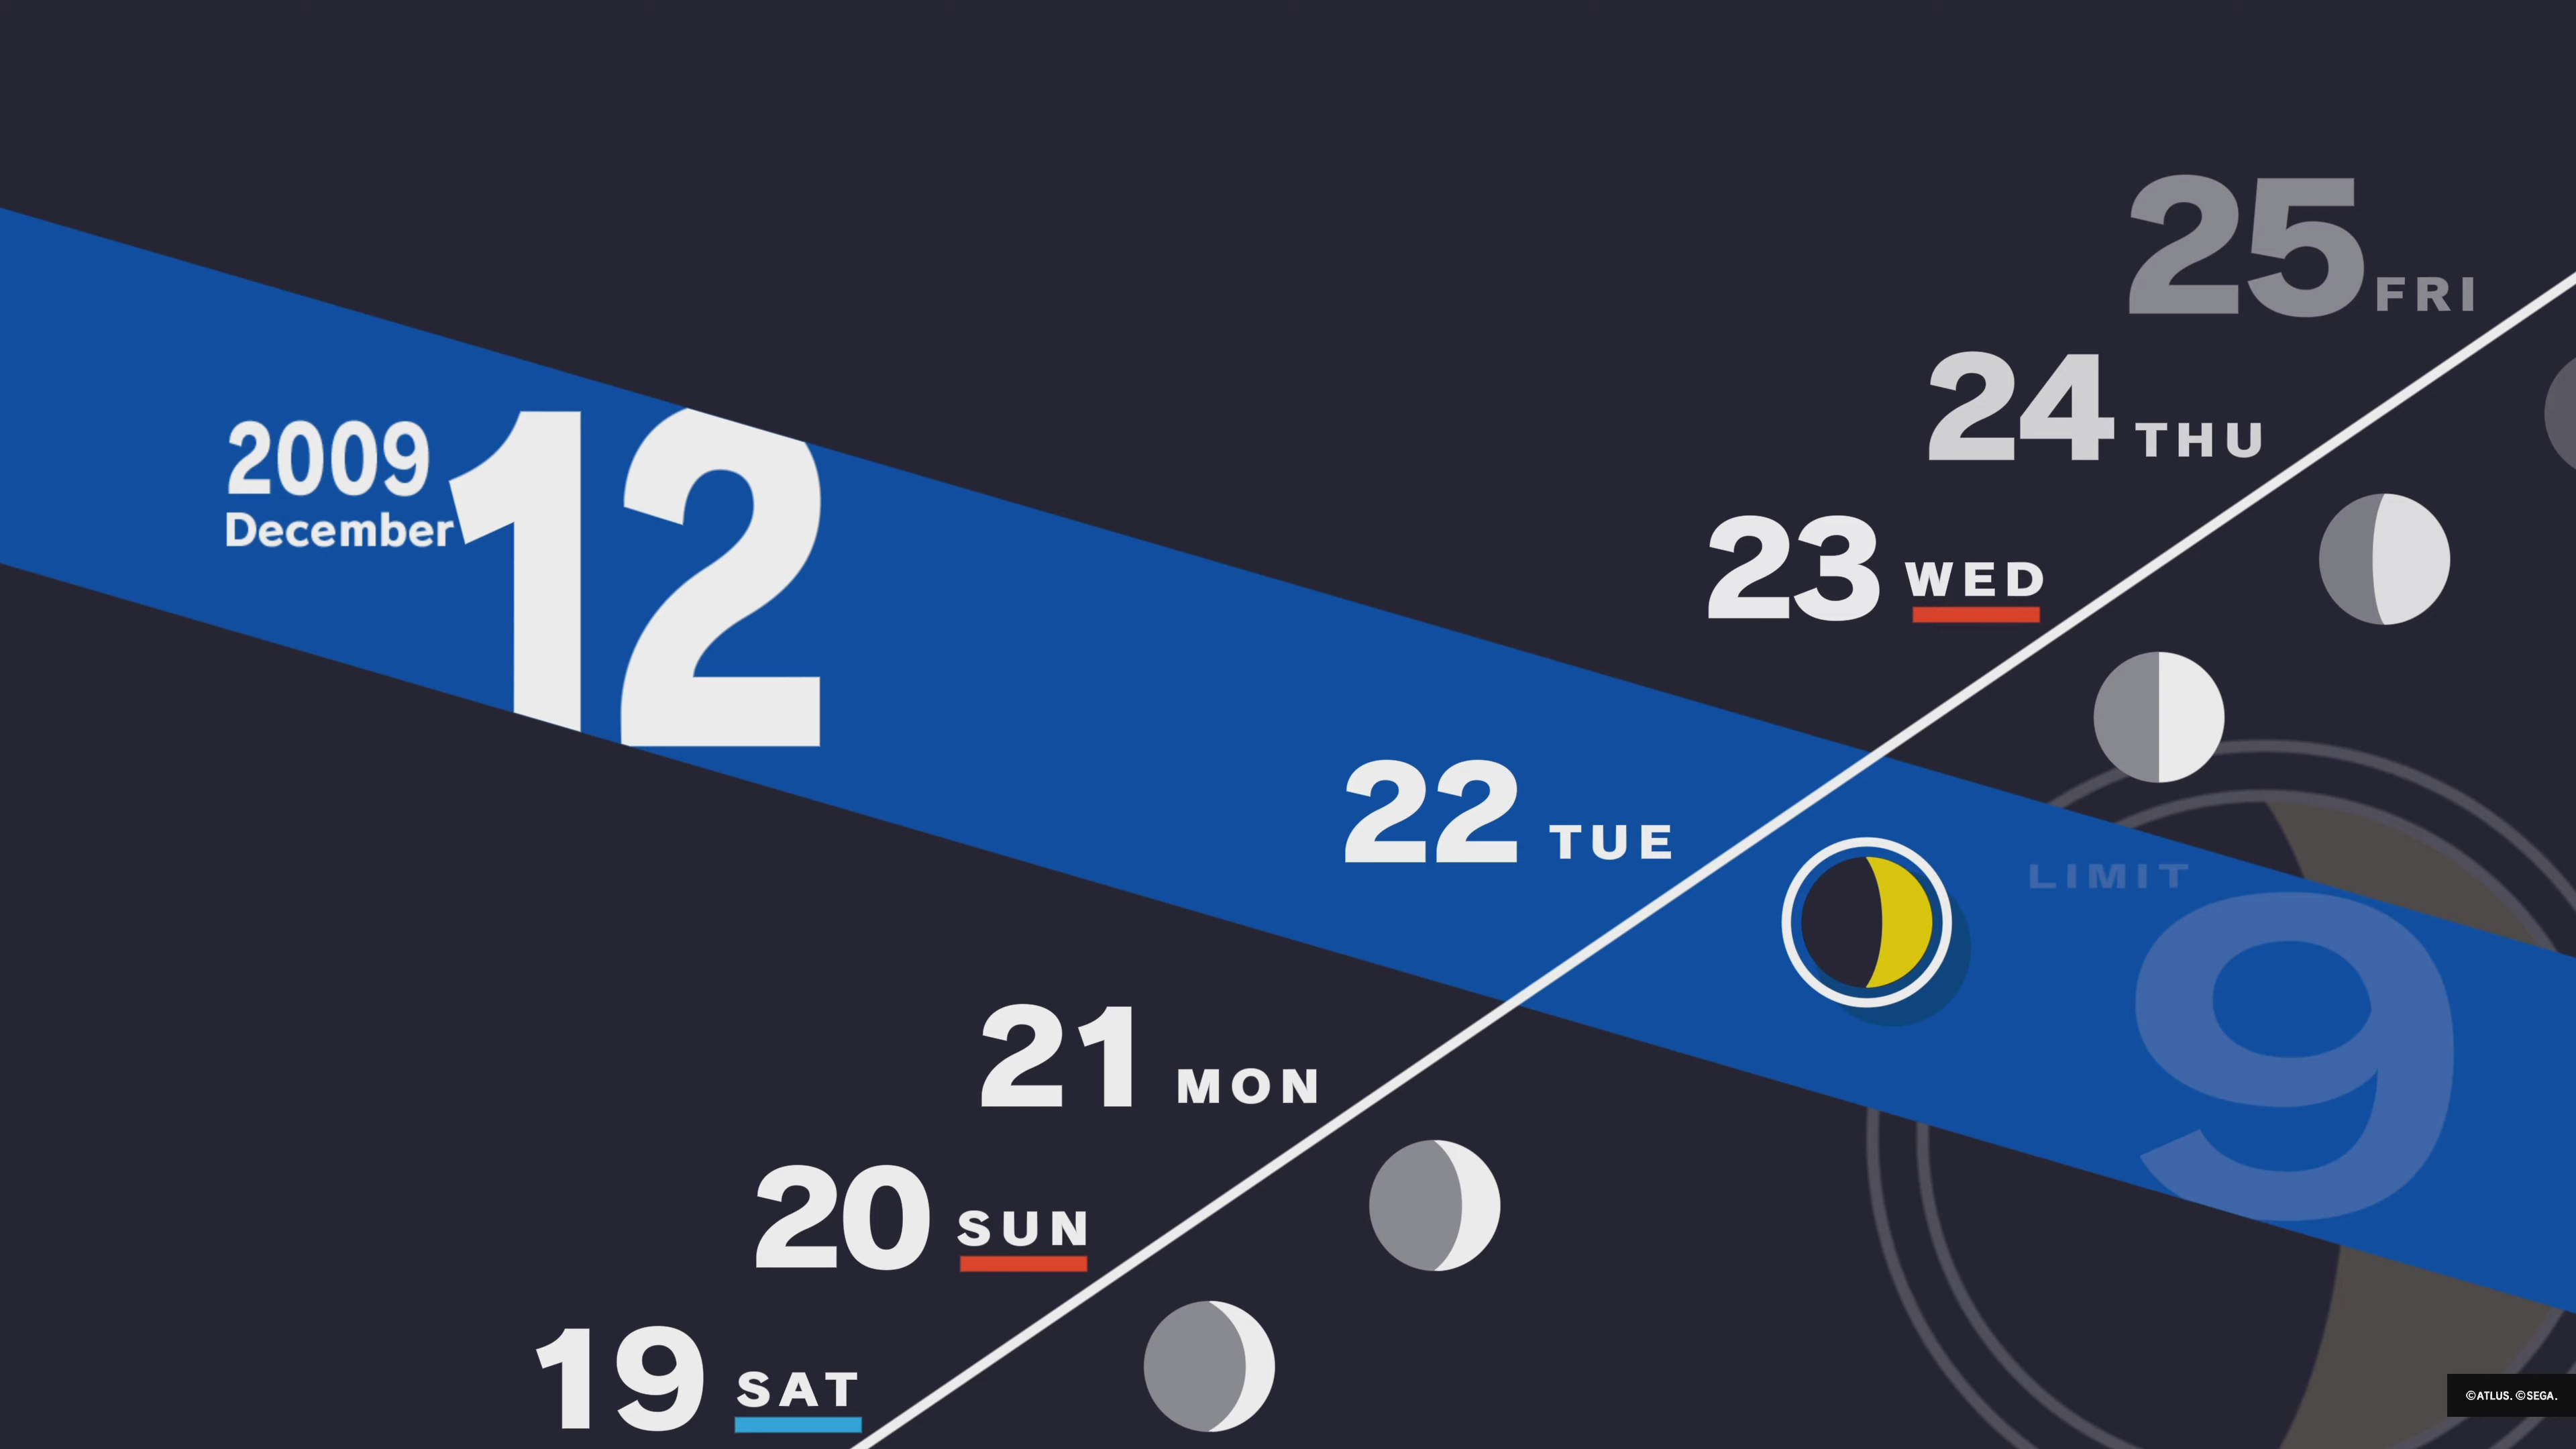 2009
December
12
25 FRI
24 THU
23 WED
22 TUE
LIMIT
9
21 MON
20 SUN
19 SAT
©ATLUS. ©SEGA.